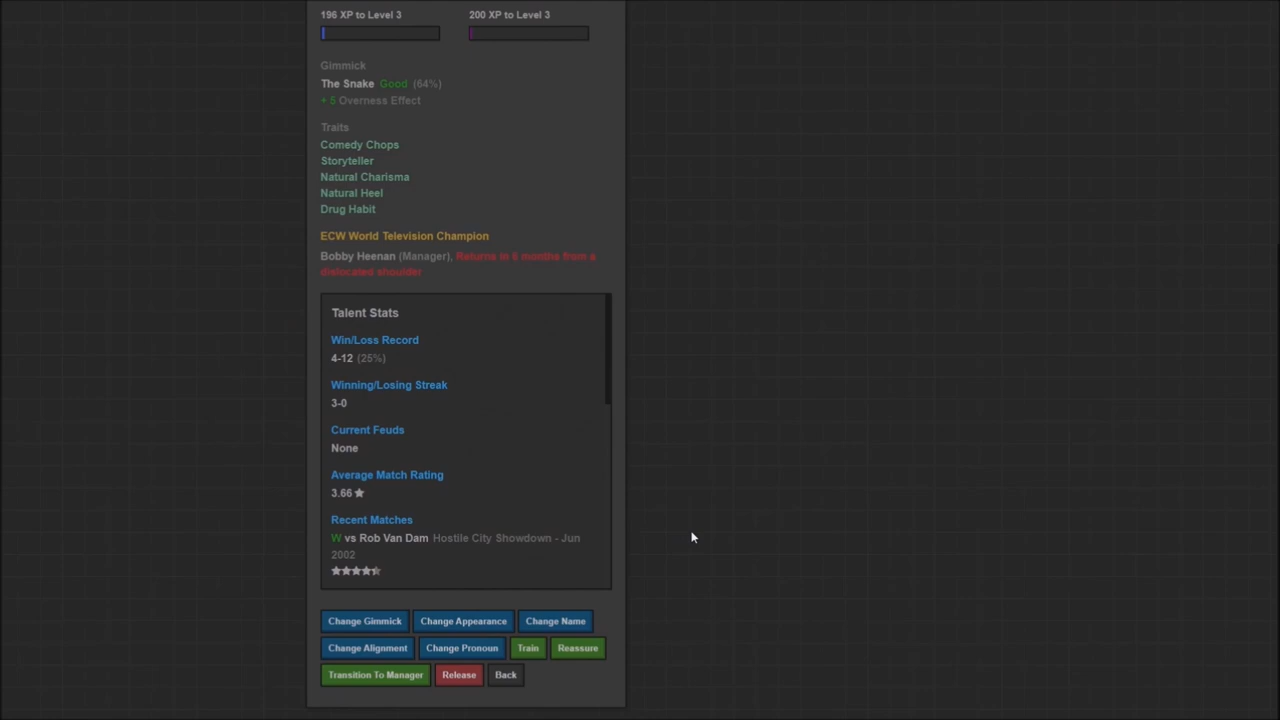 196 XP to Level 3
200 XP to Level 3
Gimmick
The Snake Good (64%)
+ 5 Overness Effect
Traits
Comedy Chops
Storyteller
Natural Charisma
Natural Heel
Drug Habit
ECW World Television Champion
Bobby Heenan (Manager), Returns in 6 months from a
dislocated shoulder
Talent Stats
Win/Loss Record
4-12 (25%)
Winning/Losing Streak
3-0
Current Feuds
None
Average Match Rating
3.66
Recent Matches
W vs Rob Van Dam Hostile City Showdown - Jun
2002
Change Gimmick Change Appearance Change Name
Change Alignment Change Pronoun Train Reassure
Transition To Manager Release Back